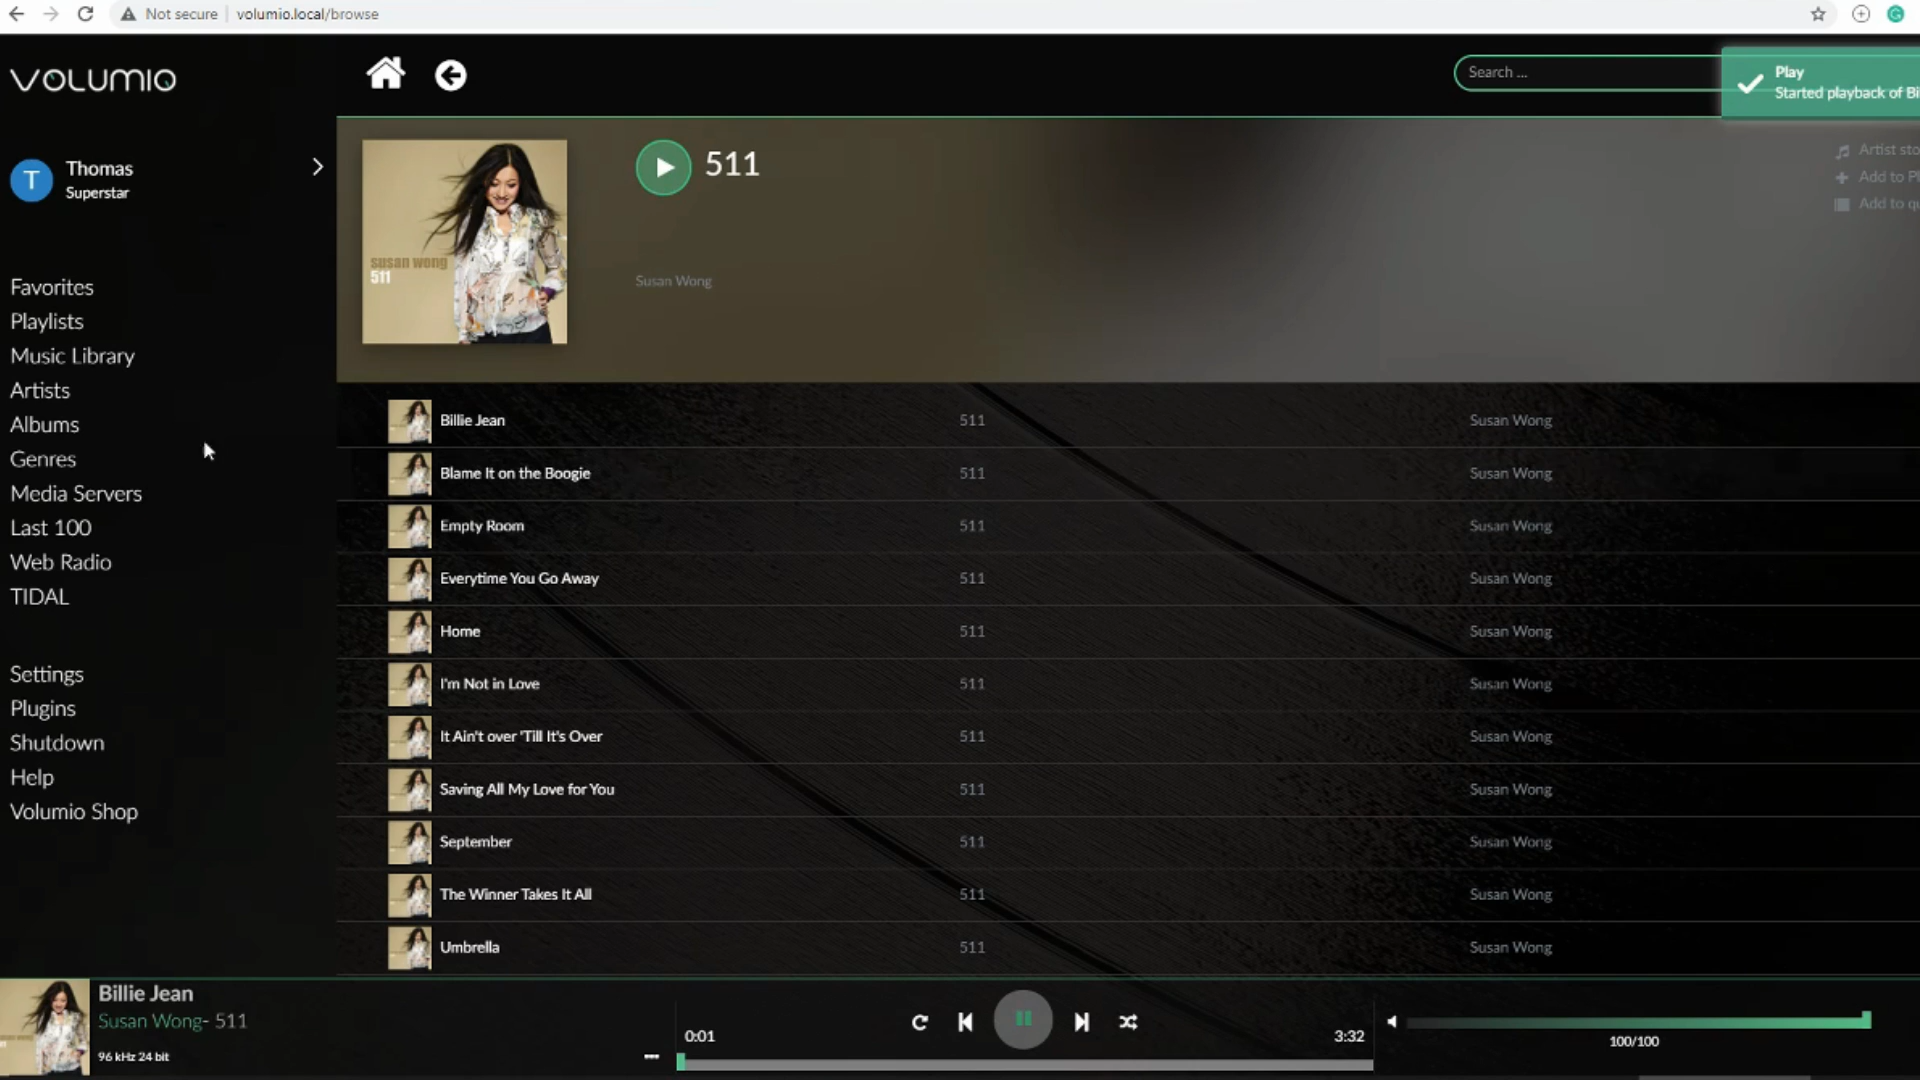 Not secure | volumio.local/browse
VOLUMIO
Search ...
Play
Started playback of Bi
T
Thomas
Superstar
511
Artist sto
Add to Pl
Add to qu
susan wong
511
Susan Wong
Favorites
Playlists
Music Library
Artists
Albums
Genres
Media Servers
Last 100
Web Radio
TIDAL
Settings
Plugins
Shutdown
Help
Volumio Shop
Billie Jean 511 Susan Wong
Blame It on the Boogie 511 Susan Wong
Empty Room 511 Susan Wong
Everytime You Go Away 511 Susan Wong
Home 511 Susan Wong
I'm Not in Love 511 Susan Wong
It Ain't over 'Till It's Over 511 Susan Wong
Saving All My Love for You 511 Susan Wong
September 511 Susan Wong
The Winner Takes It All 511 Susan Wong
Umbrella 511 Susan Wong
Billie Jean
Susan Wong- 511
96 kHz 24 bit
0:01
3:32
100/100